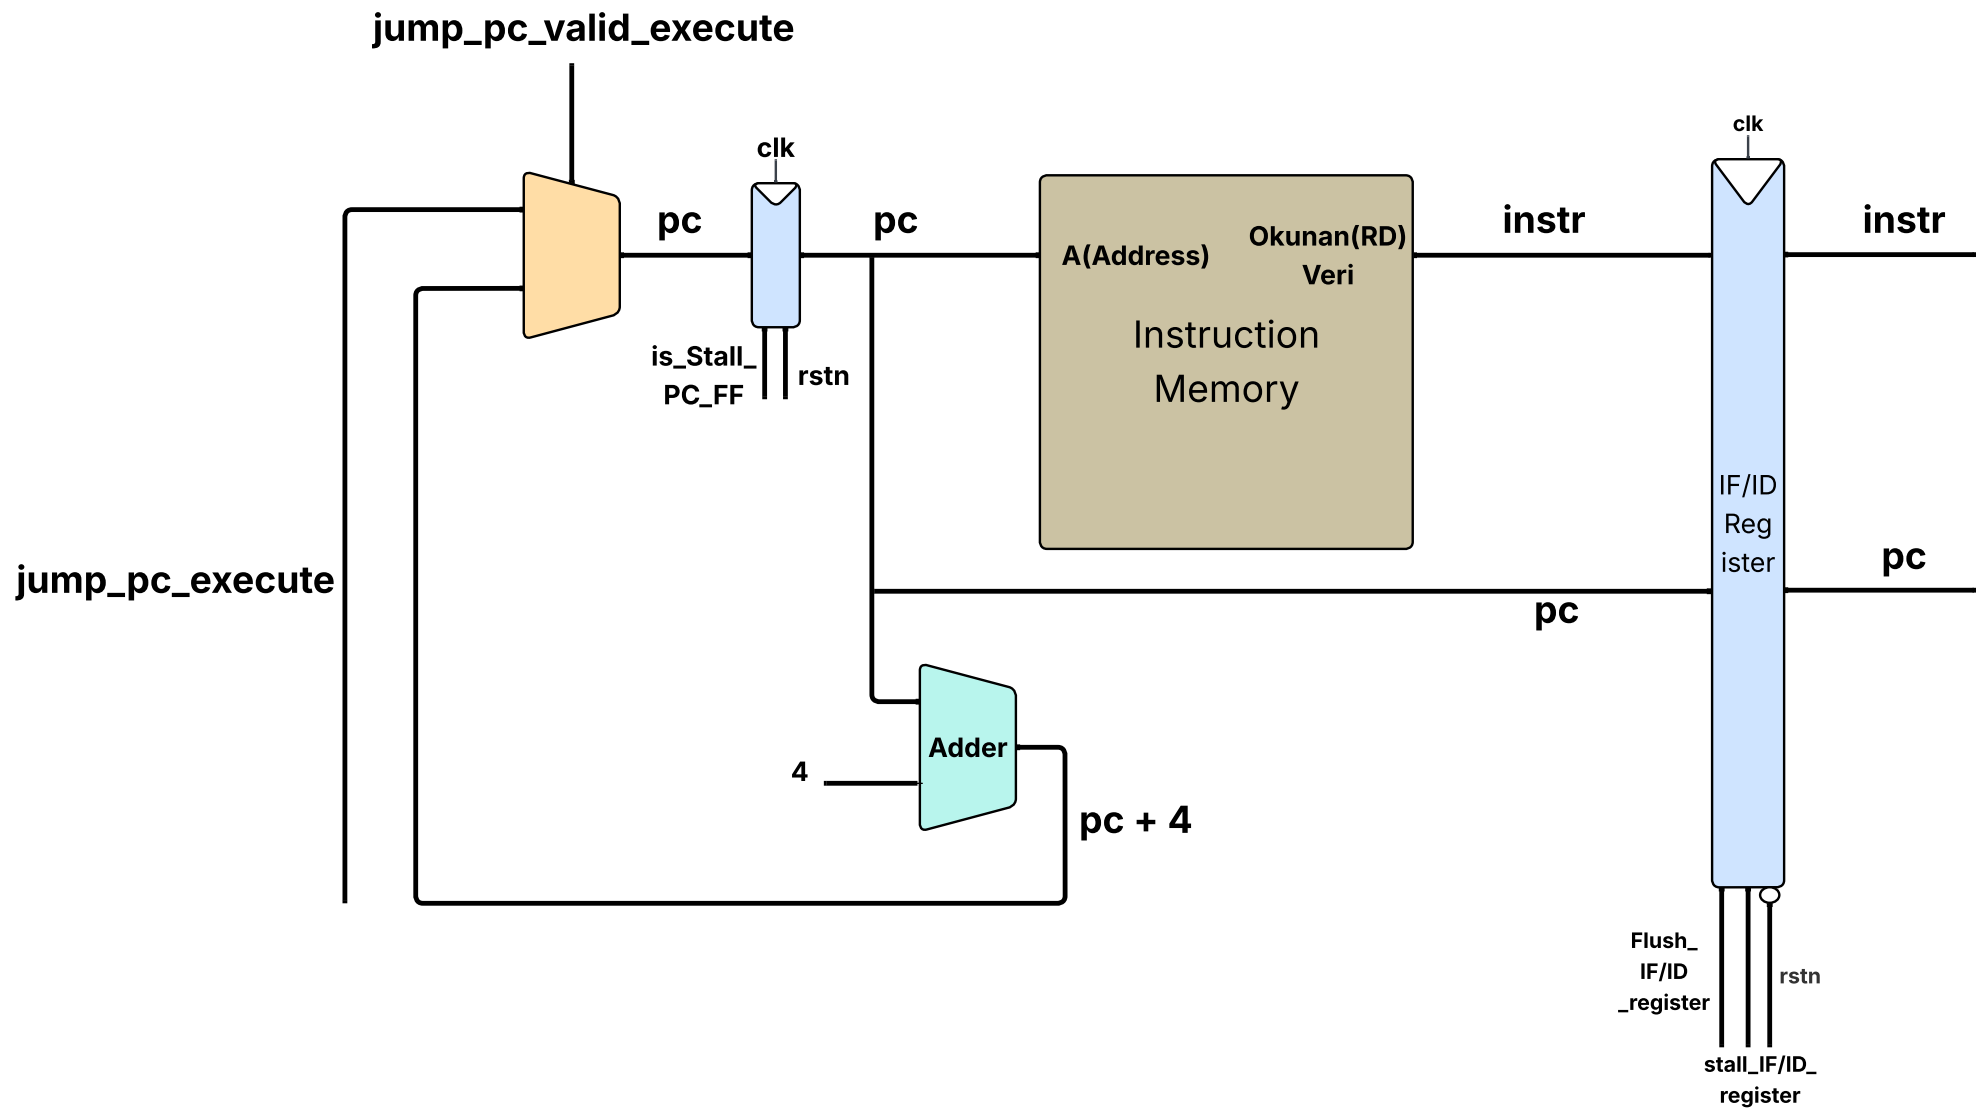 jump_pc_valid_execute
clk
clk
pc
pc
instr
instr
A(Address)
Okunan(RD)
Veri
Instruction
Memory
is_Stall_
PC_FF
rstn
IF/ID
Reg
ister
jump_pc_execute
pc
pc
Adder
4
pc + 4
Flush_
IF/ID
_register
rstn
stall_IF/ID_
register